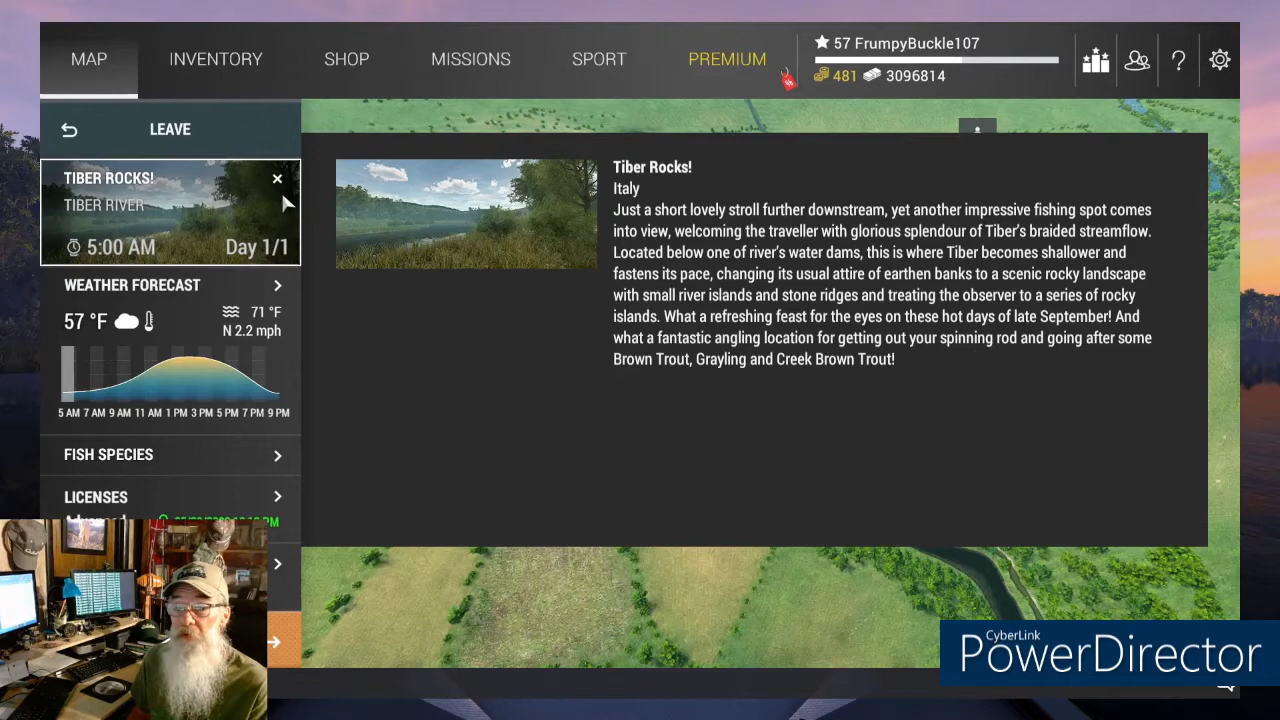 MAP
INVENTORY
SHOP
MISSIONS
SPORT
PREMIUM
57 FrumpyBuckle107
481 3096814
?
LEAVE
TIBER ROCKS!
TIBER RIVER
5:00 AM Day 1/1
WEATHER FORECAST
57 °F
71 °F
N 2.2 mph
5 AM 7 AM 9 AM 11 AM 1 PM 3 PM 5 PM 7 PM 9 PM
FISH SPECIES
LICENSES
Tiber Rocks!
Italy
Just a short lovely stroll further downstream, yet another impressive fishing spot comes
into view, welcoming the traveller with glorious splendour of Tiber's braided streamflow.
Located below one of river's water dams, this is where Tiber becomes shallower and
fastens its pace, changing its usual attire of earthen banks to a scenic rocky landscape
with small river islands and stone ridges and treating the observer to a series of rocky
islands. What a refreshing feast for the eyes on these hot days of late September! And
what a fantastic angling location for getting out your spinning rod and going after some
Brown Trout, Grayling and Creek Brown Trout!
CyberLink
PowerDirector